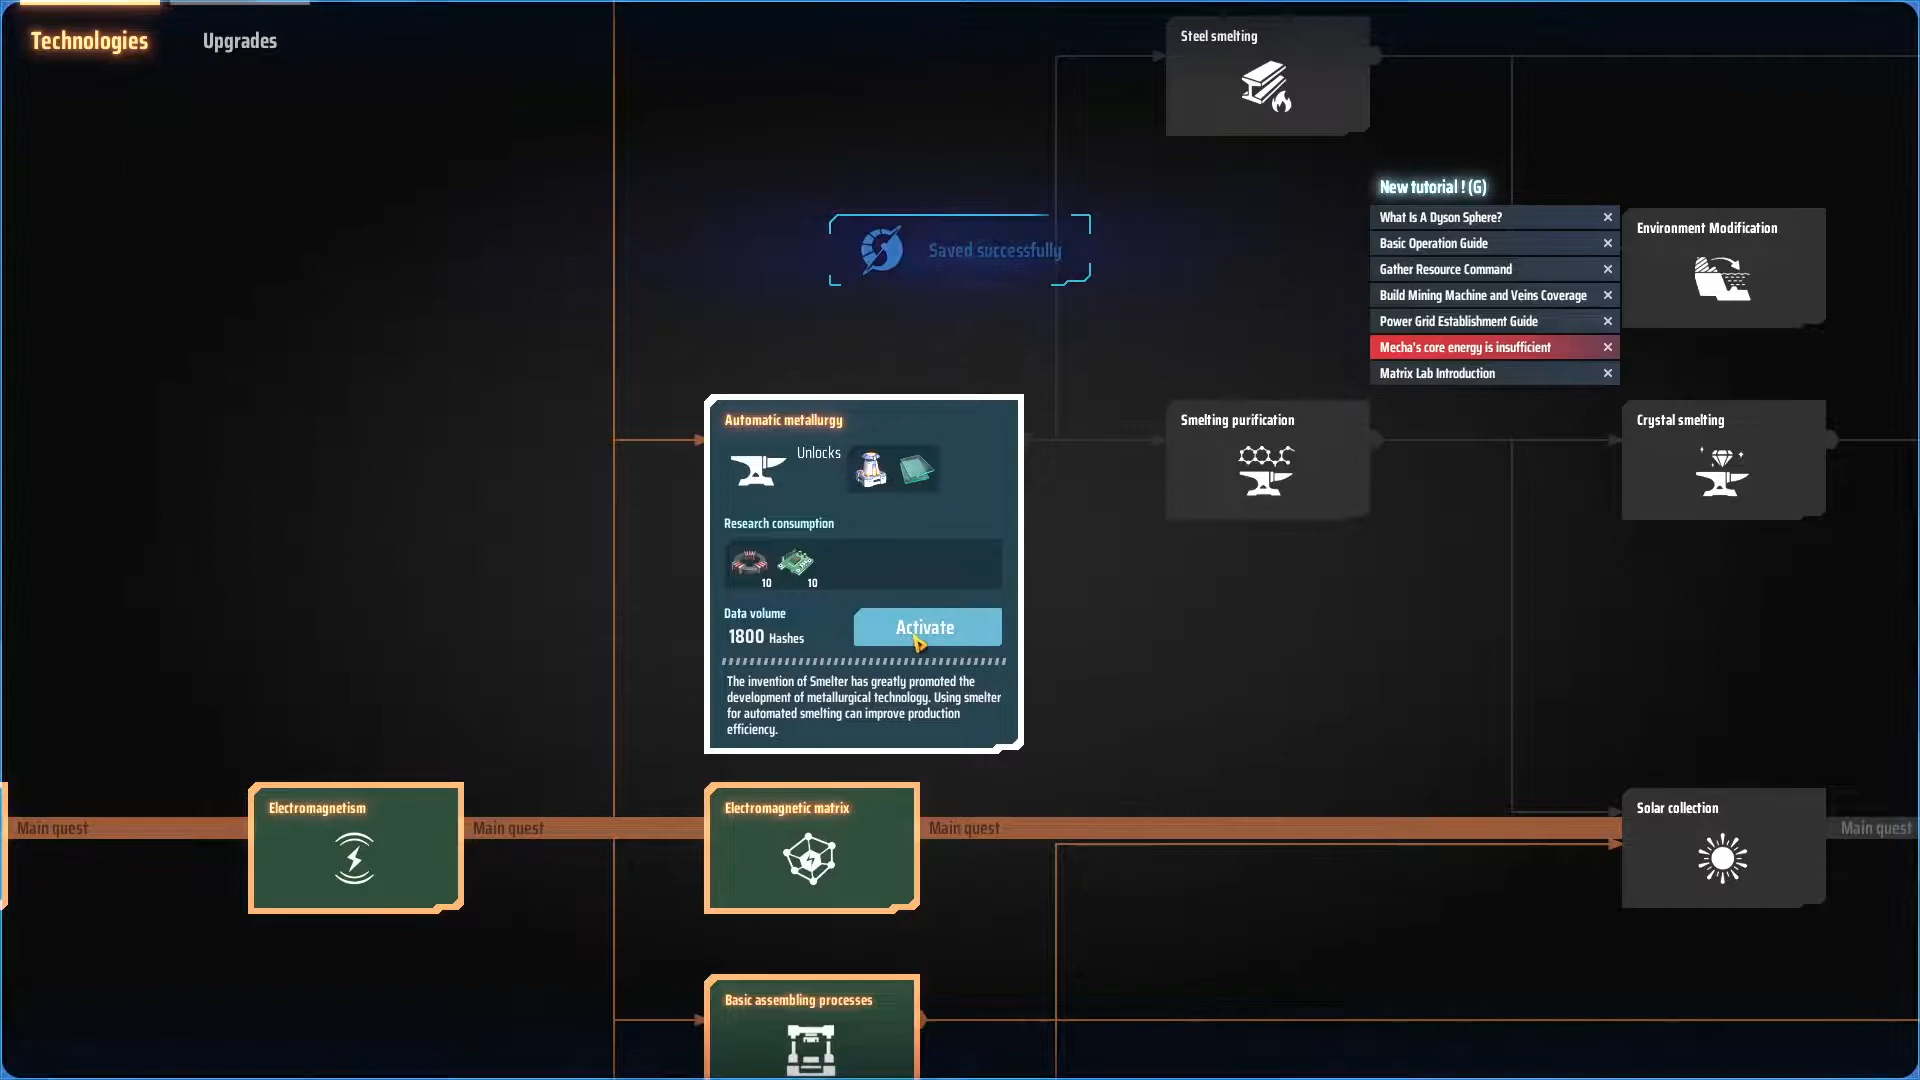 Technologies
Upgrades
Steel smelting
New tutorial ! (G)
What Is A Dyson Sphere?
Basic Operation Guide
Gather Resource Command
Build Mining Machine and Veins Coverage
Power Grid Establishment Guide
Mecha's core energy is insufficient
Matrix Lab Introduction
Environment Modification
Saved successfully
Automatic metallurgy
Unlocks
Research consumption
10
10
Data volume
1800 Hashes
Activate
The invention of Smelter has greatly promoted the
development of metallurgical technology. Using smelter
for automated smelting can improve production
efficiency.
Smelting purification
Crystal smelting
Main quest
Electromagnetism
Main quest
Electromagnetic matrix
Main quest
Solar collection
Main quest
Basic assembling processes